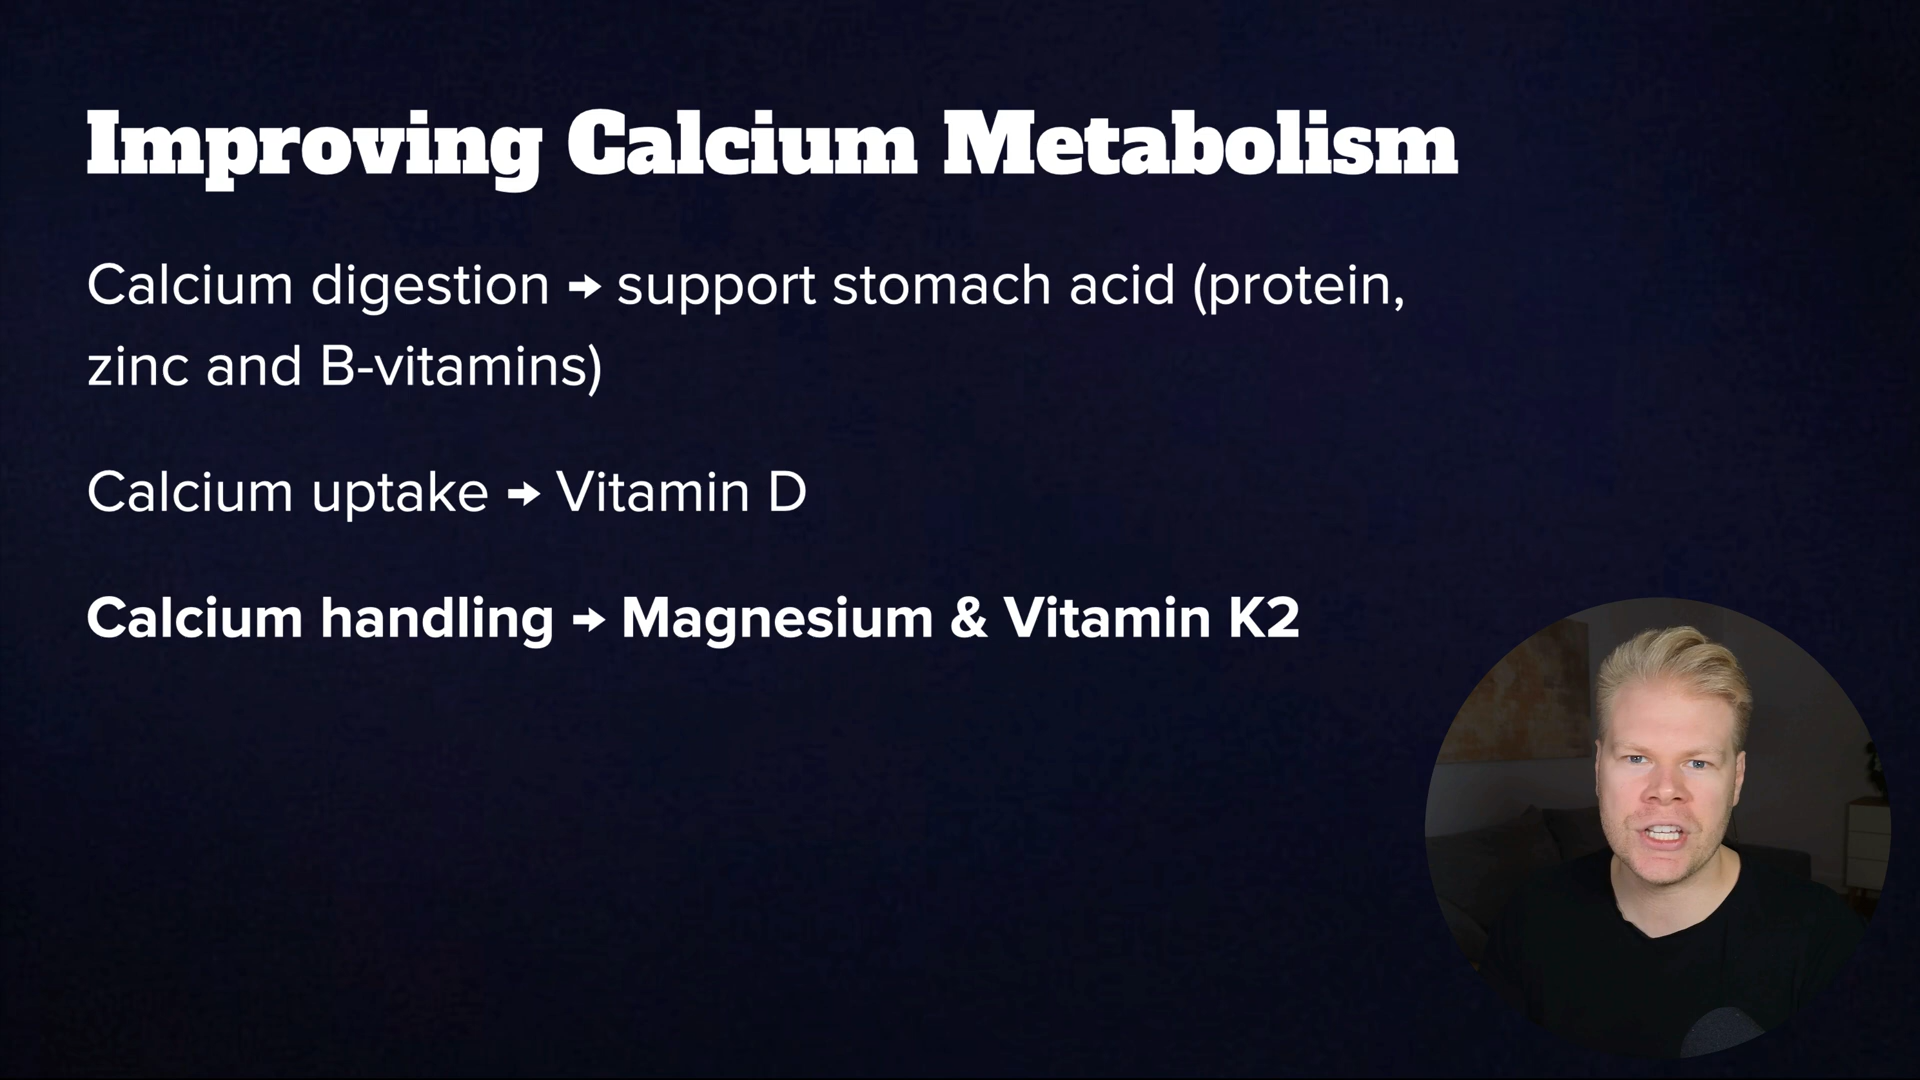 Improving Calcium Metabolism
Calcium digestion → support stomach acid (protein,
zinc and B-vitamins)
Calcium uptake → Vitamin D
Calcium handling → Magnesium & Vitamin K2